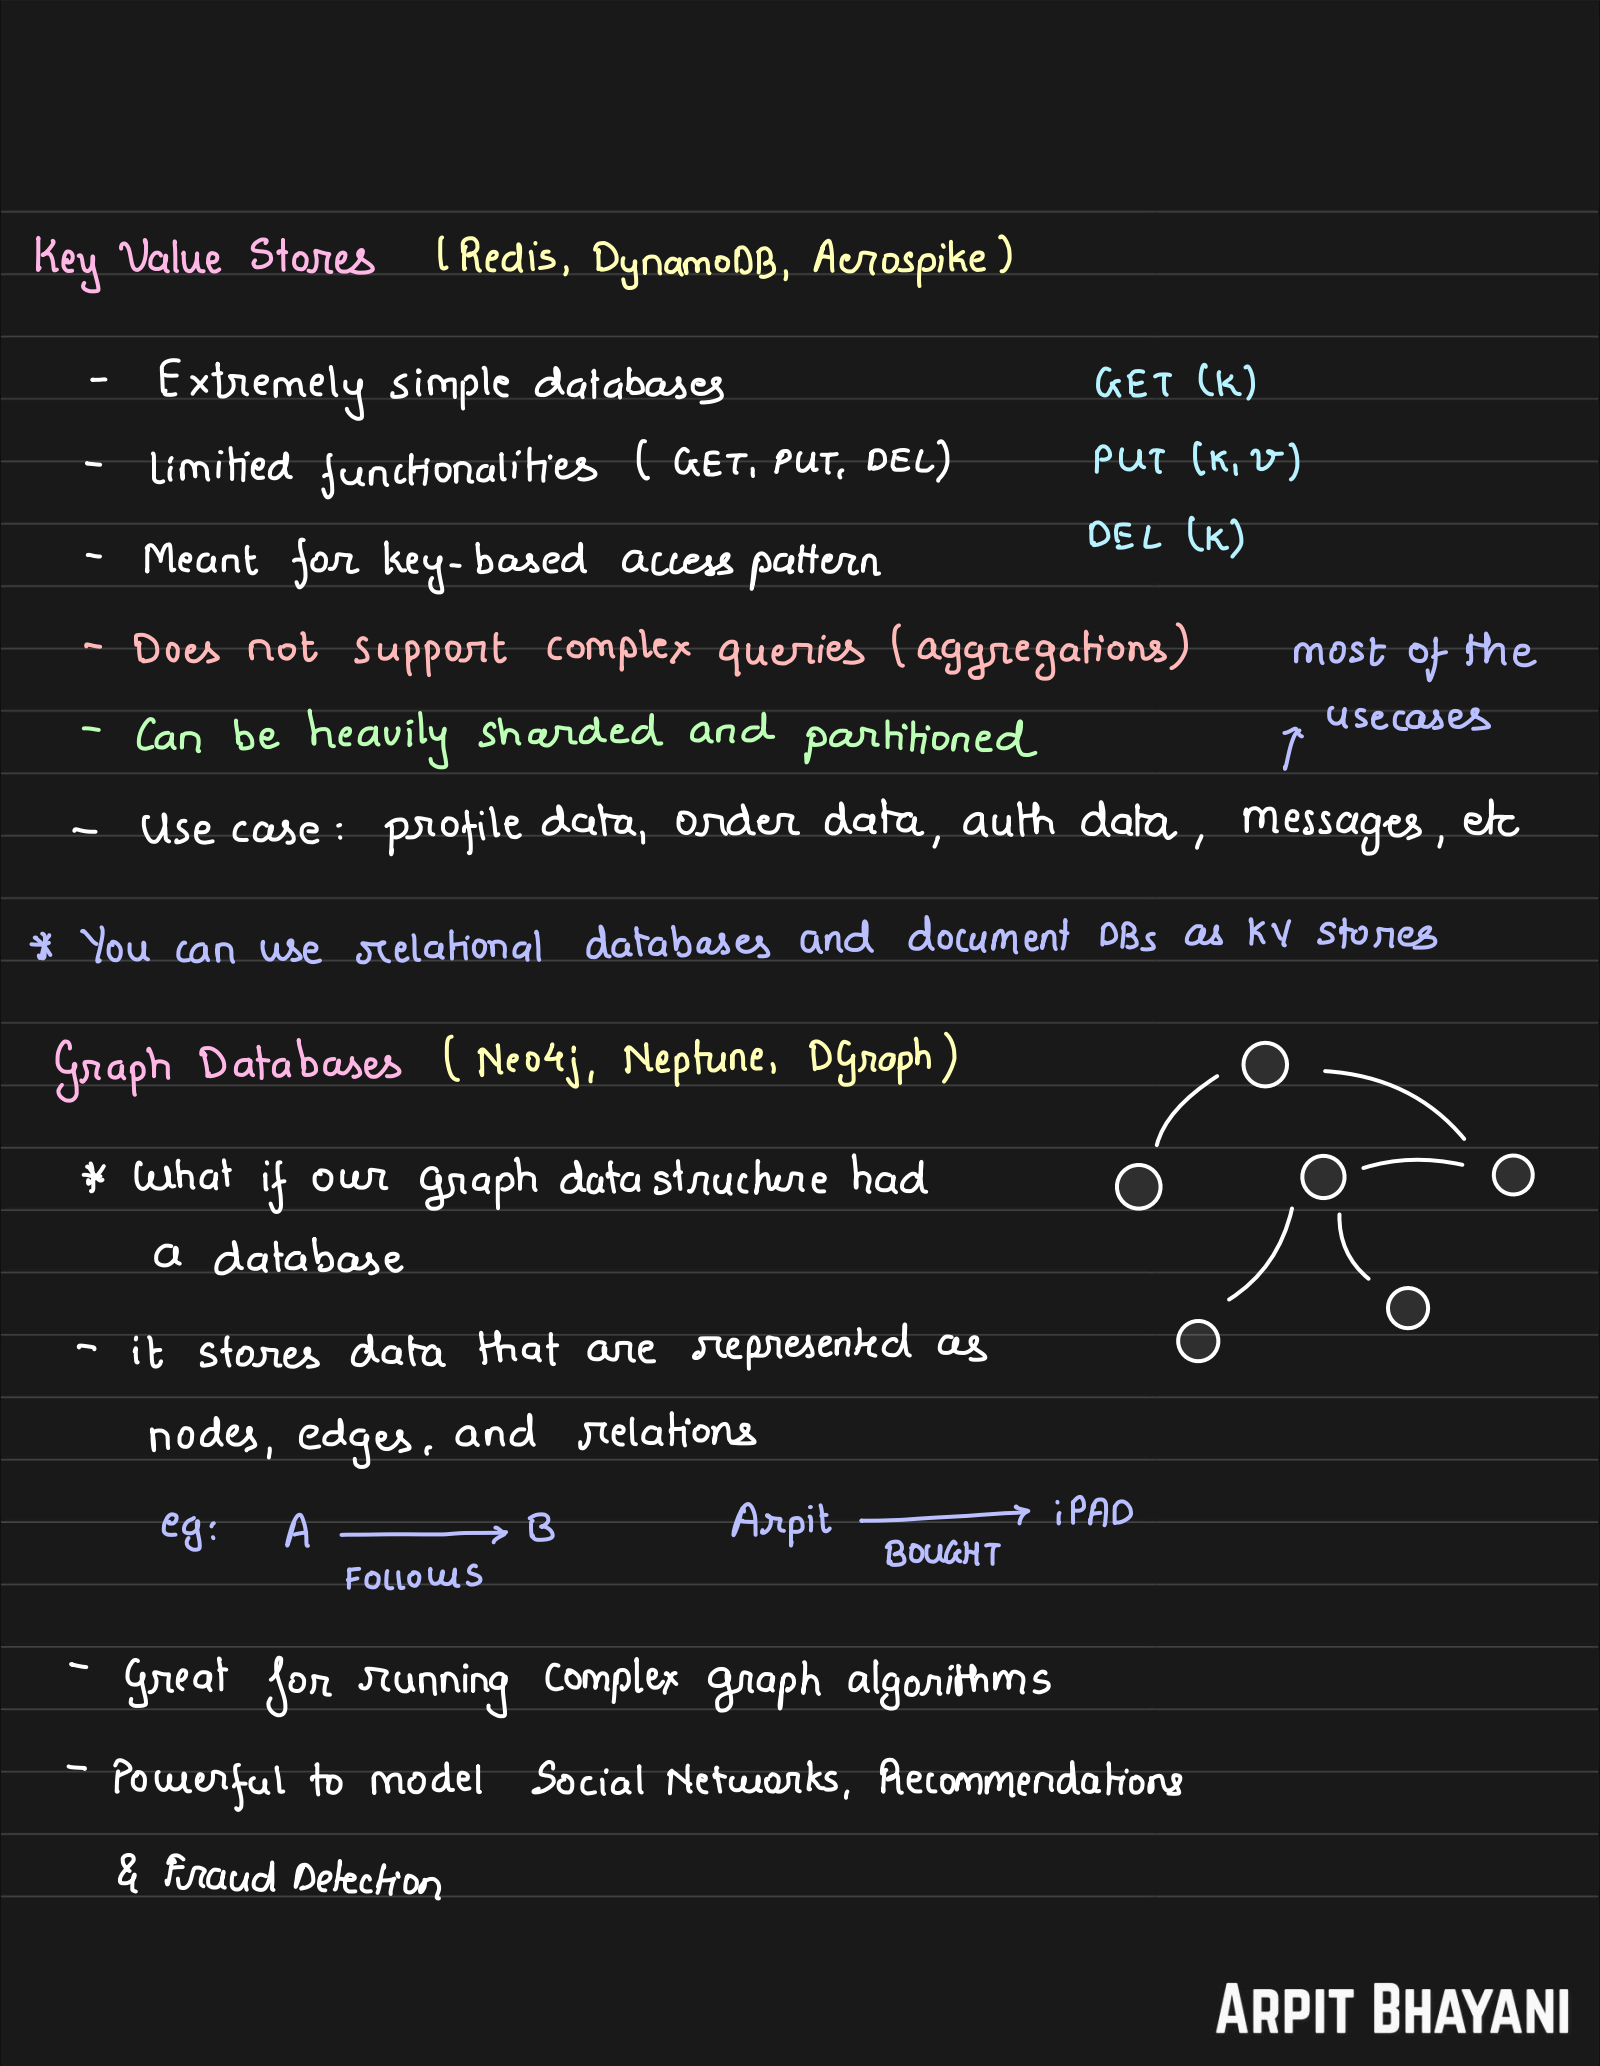 Key Value Stores (Redis, DynamoDB, Aerospike)
- Extremely simple databases GET (K)
- limitied functionalities (GET, PUT, DEL) PUT (K, V)
- Meant for key-based access pattern DEL (K)
- Does not support complex queries (aggregations) most of the
- Can be heavily sharded and partitioned ↑ usecases
- Use case: profile data, order data, auth data, messages, etc
* You can use relational databases and document DBs as KV stores
Graph Databases (Neo4j, Neptune, DGraph)
* What if our graph data structure had
a database
- it stores data that are represented as
nodes, edges, and relations
eg: A → B Arpit → iPAD
FOLLOWS BOUGHT
- Great for running complex graph algorithms
- Powerful to model Social Networks, Recommendations
& Fraud Detection
ARPIT BHAYANI